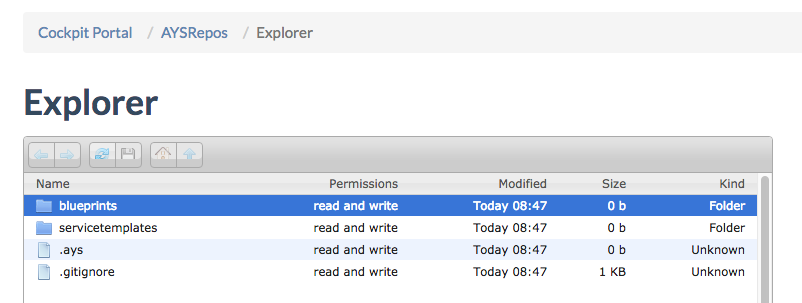 Cockpit Portal / AYSRepos / Explorer
Explorer
Name Permissions Modified Size Kind
blueprints read and write Today 08:47 0 b Folder
servicetemplates read and write Today 08:47 0 b Folder
.ays read and write Today 08:47 0 b Unknown
.gitignore read and write Today 08:47 1 KB Unknown